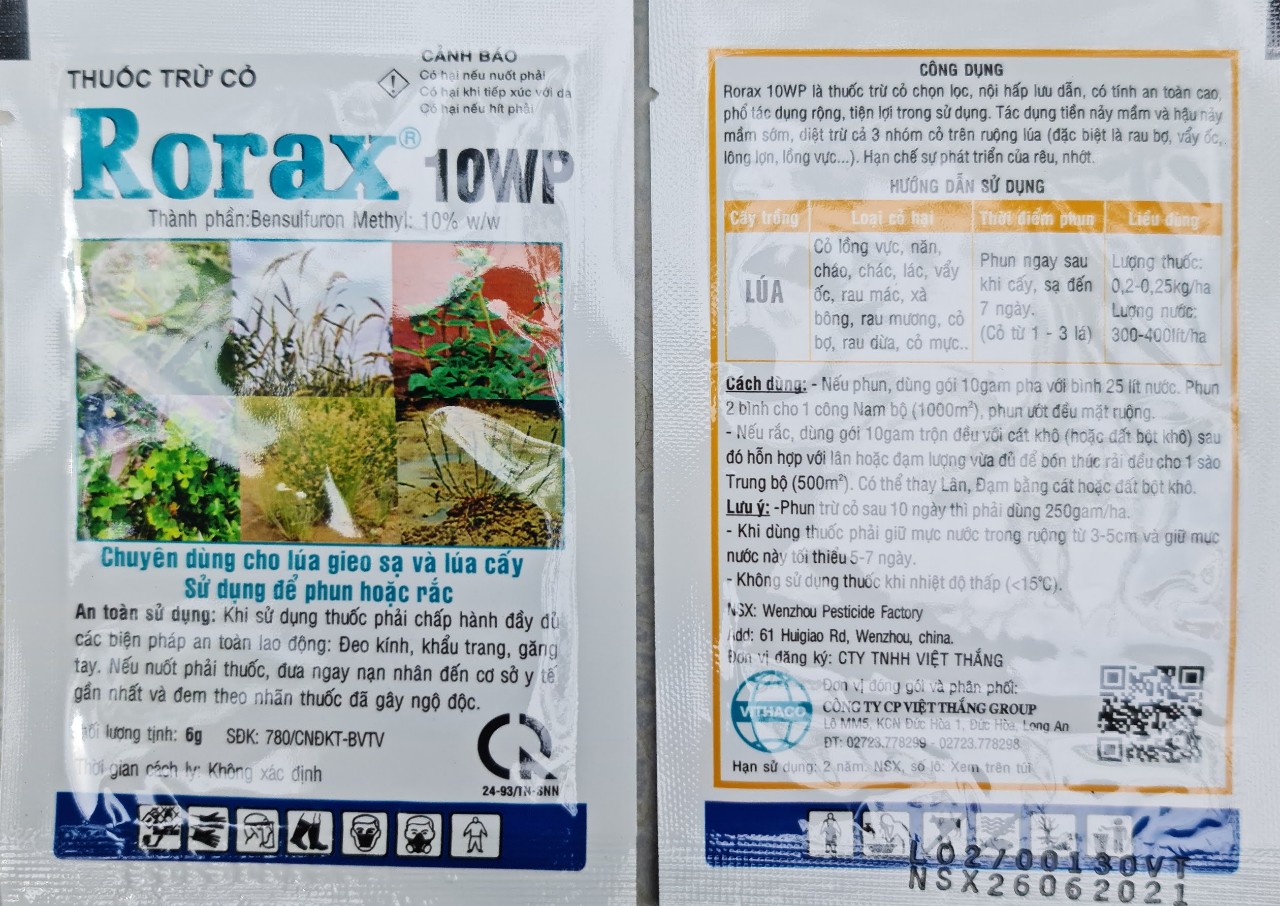 THUỐC TRỪ CỎ
CẢNH BÁO
Có hại nếu nuốt phải
Có hại khi tiếp xúc với da
Có hại nếu hít phải
Rorax® 10WP
Thành phần:Bensulfuron Methyl: 10% w/w
Chuyên dùng cho lúa gieo sạ và lúa cấy
Sử dụng để phun hoặc rắc
An toàn sử dụng: Khi sử dụng thuốc phải chấp hành đầy đủ
các biện pháp an toàn lao động: Đeo kính, khẩu trang, găng
tay. Nếu nuốt phải thuốc, đưa ngay nạn nhân đến cơ sở y tế
gần nhất và đem theo nhãn thuốc đã gây ngộ độc.
lượng tịnh: 6g SĐK: 780/CNĐKT-BVTV
Thời gian cách ly: Không xác định
24-93/TN-SNN
CÔNG DỤNG
Rorax 10WP là thuốc trừ cỏ chọn lọc, nội hấp lưu dẫn, có tính an toàn cao,
phổ tác dụng rộng, tiện lợi trong sử dụng. Tác dụng tiền nảy mầm và hậu nảy
mầm sớm, diệt trừ cả 3 nhóm cỏ trên ruộng lúa (đặc biệt là rau bợ, vẩy ốc,
lông lợn, lồng vực...). Hạn chế sự phát triển của rêu, nhớt.
HƯỚNG DẪN SỬ DỤNG
Cây trồng Loại cỏ hại Thời điểm phun Liều dùng
LÚA
Cỏ lồng vực, năn,
cháo, chác, lác, vẩy
ốc, rau mác, xà
bông, rau mương, cỏ
bợ, rau dừa, cỏ mực..
Phun ngay sau
khi cấy, sạ đến
7 ngày.
(Cỏ từ 1 - 3 lá)
Lượng thuốc:
0,2-0,25kg/ha
Lượng nước:
300-400lít/ha
Cách dùng: - Nếu phun, dùng gói 10gam pha với bình 25 lít nước. Phun
2 bình cho 1 công Nam bộ (1000m²), phun ướt đều mặt ruộng.
- Nếu rắc, dùng gói 10gam trộn đều với cát khô (hoặc đất bột khô) sau
đó hỗn hợp với lân hoặc đạm lượng vừa đủ để bón thúc rải đều cho 1 sào
Trung bộ (500m²). Có thể thay Lân, Đạm bằng cát hoặc đất bột khô.
Lưu ý: -Phun trừ cỏ sau 10 ngày thì phải dùng 250gam/ha.
- Khi dùng thuốc phải giữ mực nước trong ruộng từ 3-5cm và giữ mực
nước này tối thiểu 5-7 ngày.
- Không sử dụng thuốc khi nhiệt độ thấp (<15°C).
NSX: Wenzhou Pesticide Factory
Add: 61 Huigiao Rd, Wenzhou, china.
Đơn vị đăng ký: CTY TNHH VIỆT THẮNG
VITHACO
Đơn vị đóng gói và phân phối:
CÔNG TY CP VIỆT THẮNG GROUP
Lô MM5, KCN Đức Hòa 1, Đức Hòa, Long An
ĐT: 02723.778299 - 02723.778298
Hạn sử dụng: 2 năm. NSX, số lô: Xem trên túi
L02/00130VT
NSX26062021